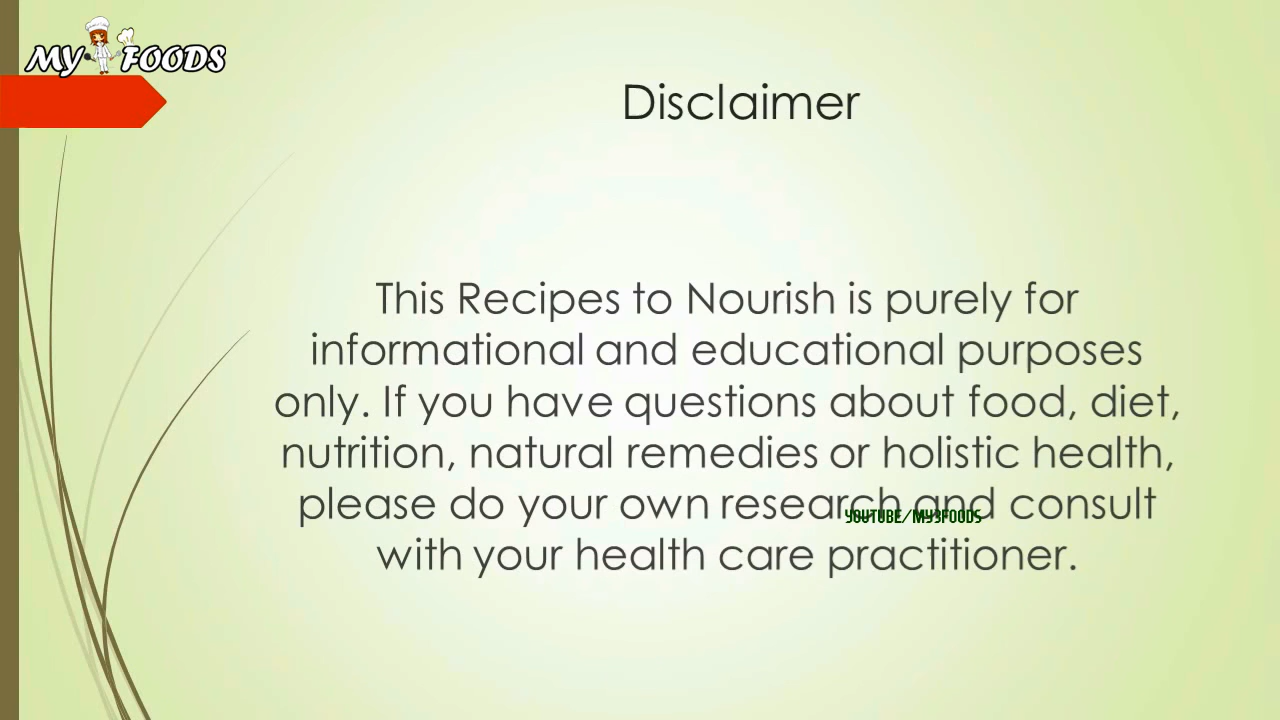 MY FOODS
Disclaimer
This Recipes to Nourish is purely for
informational and educational purposes
only. If you have questions about food, diet,
nutrition, natural remedies or holistic health,
please do your own research and consult
YOUTUBE/MY3FOODS
with your health care practitioner.